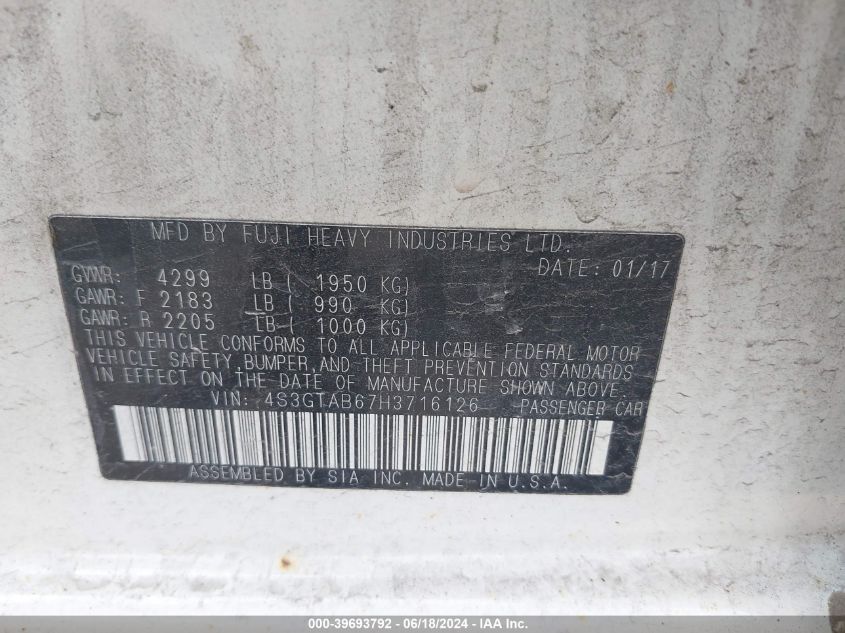 MFD BY FUJI HEAVY INDUSTRIES LTD.
DATE: 01/17
GVWR: 4299 LB ( 1950 KG)
GAWR: F 2183 LB ( 990 KG)
GAWR: R 2205 LB ( 1000 KG)
THIS VEHICLE CONFORMS TO ALL APPLICABLE FEDERAL MOTOR
VEHICLE SAFETY, BUMPER, AND THEFT PREVENTION STANDARDS
IN EFFECT ON THE DATE OF MANUFACTURE SHOWN ABOVE.
VIN: 4S3GTAB67H3716126 PASSENGER CAR
ASSEMBLED BY SIA INC. MADE IN U.S.A.
000-39693792 - 06/18/2024 - IAA Inc.